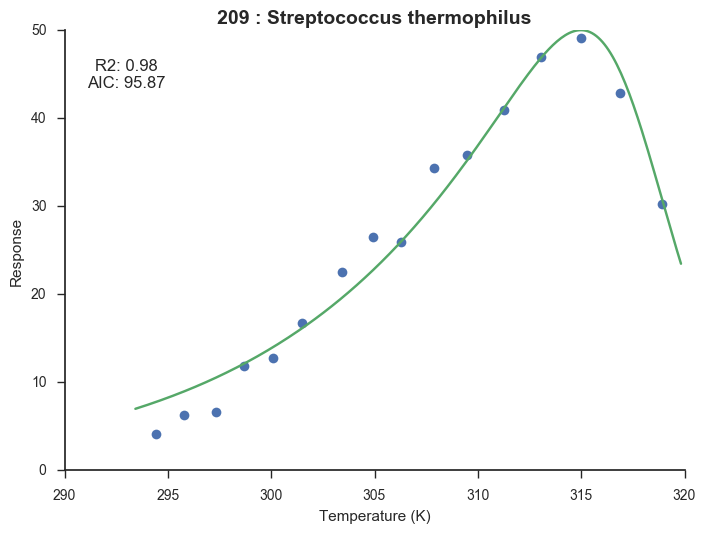 209 : Streptococcus thermophilus
R2: 0.98
AIC: 95.87
50
40
30
20
10
0
Response
290 295 300 305 310 315 320
Temperature (K)